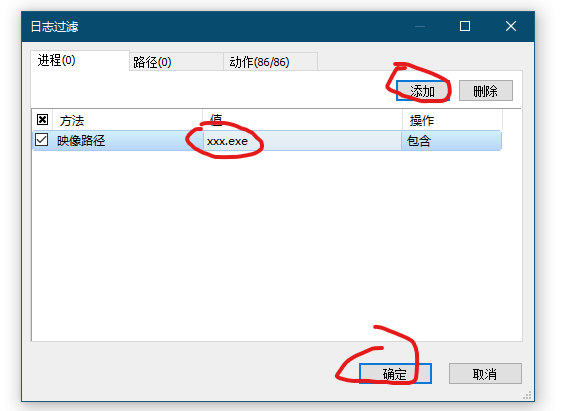 日志过滤
进程(0) 路径(0) 动作(86/86)
添加 删除
方法 值 操作
映像路径 xxx.exe 包含
确定 取消